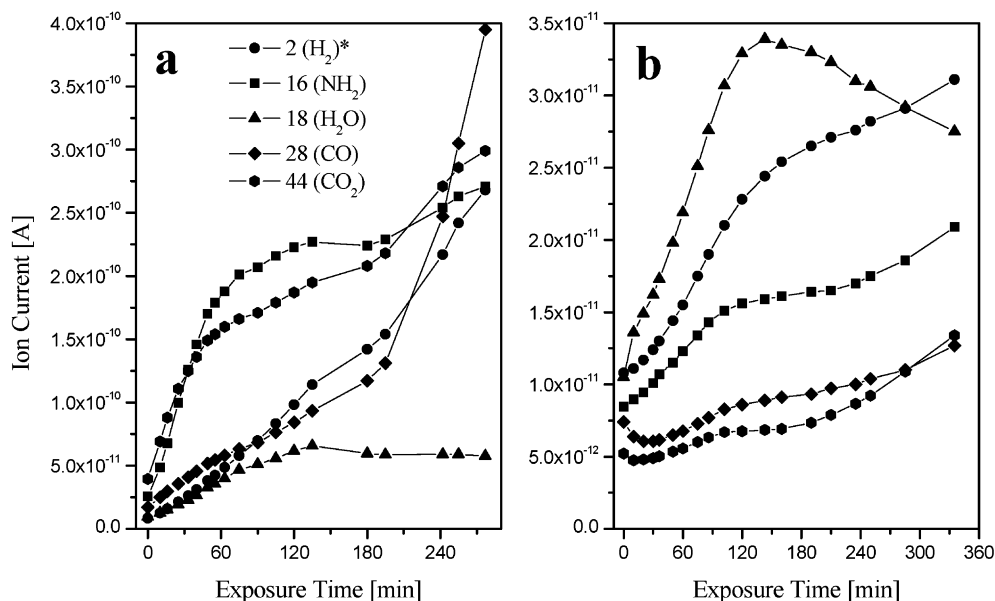 4.0x10⁻¹⁰
3.5x10⁻¹⁰
3.0x10⁻¹⁰
2.5x10⁻¹⁰
2.0x10⁻¹⁰
1.5x10⁻¹⁰
1.0x10⁻¹⁰
5.0x10⁻¹¹
0.0
Ion Current [A]
a
2 (H₂)*
16 (NH₂)
18 (H₂O)
28 (CO)
44 (CO₂)
0 60 120 180 240
Exposure Time [min]
3.5x10⁻¹¹
3.0x10⁻¹¹
2.5x10⁻¹¹
2.0x10⁻¹¹
1.5x10⁻¹¹
1.0x10⁻¹¹
5.0x10⁻¹²
0.0
b
0 60 120 180 240 300 360
Exposure Time [min]